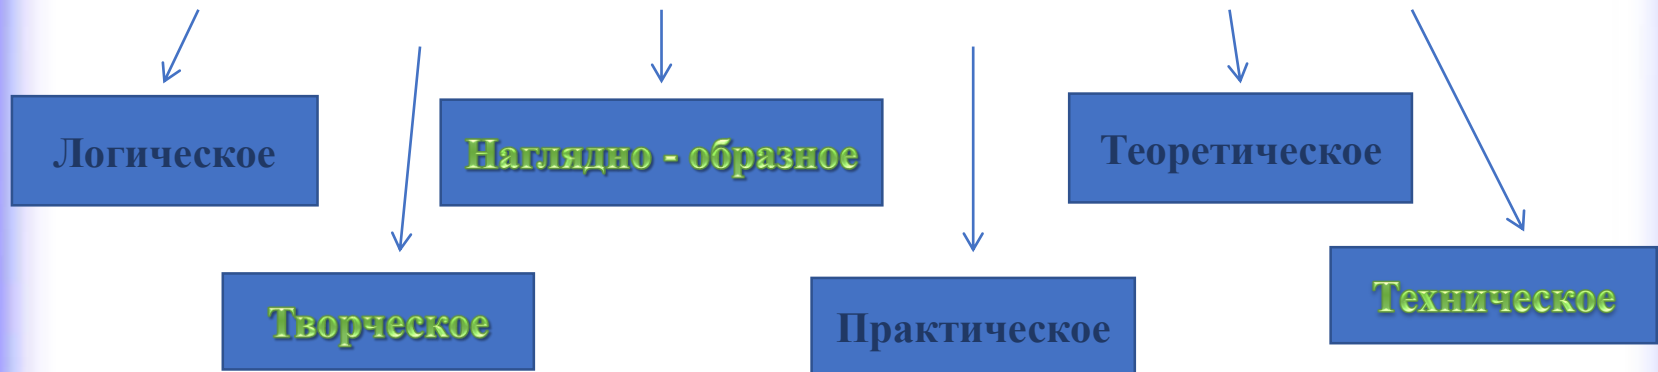 Логическое
Наглядно - образное
Теоретическое
Творческое
Практическое
Техническое